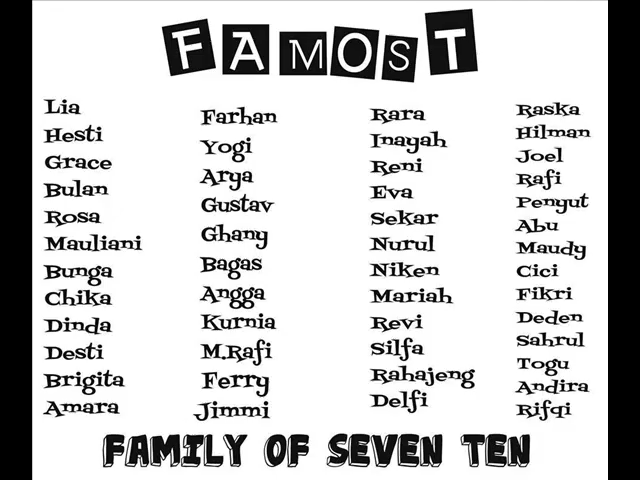 FAMOST
Lia
Hesti
Grace
Bulan
Rosa
Mauliani
Bunga
Chika
Dinda
Desti
Brigita
Amara
Farhan
Yogi
Arya
Gustav
Ghany
Bagas
Angga
Kurnia
M.Rafi
Ferry
Jimmi
Rara
Inayah
Reni
Eva
Sekar
Nurul
Niken
Mariah
Revi
Silfa
Rahajeng
Delfi
Raska
Hilman
Joel
Rafi
Penyut
Abu
Maudy
Cici
Fikri
Deden
Sahrul
Togu
Andira
Rifqi
FAMILY OF SEVEN TEN